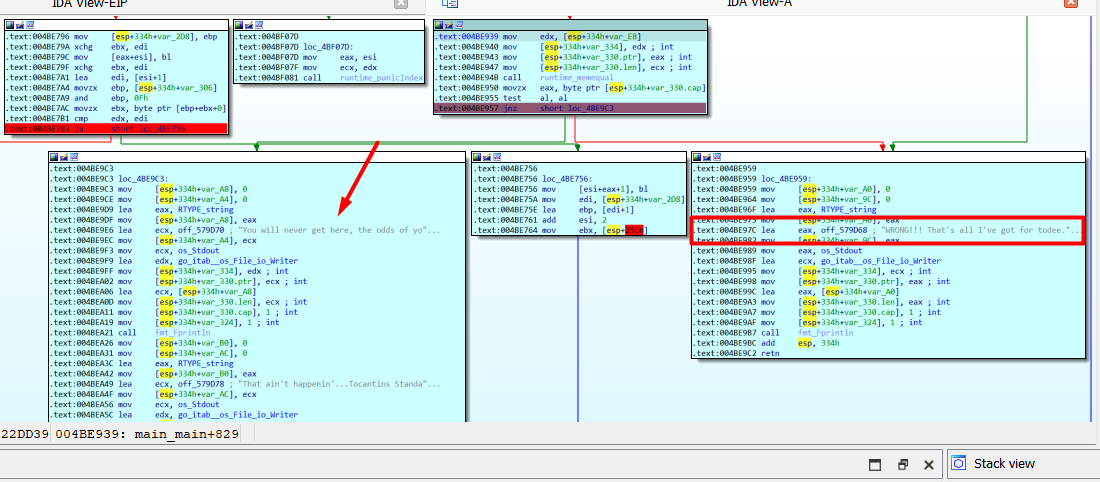 IDA View-EIP
IDA View-A
.text:004BE796 mov [esp+334h+var_2D8], ebp
.text:004BE79A xchg ebx, edi
.text:004BE79C mov [eax+esi], bl
.text:004BE79F xchg ebx, edi
.text:004BE7A1 lea edi, [esi+1]
.text:004BE7A4 movzx ebp, [esp+334h+var_306]
.text:004BE7A9 and ebp, 0Fh
.text:004BE7AC movzx ebx, byte ptr [ebp+ebx+0]
.text:004BE7B1 cmp edx, edi
.text:004BE7B3 ja short loc_4BE756
.text:004BF07D
.text:004BF07D loc_4BF07D:
.text:004BF07D mov eax, esi
.text:004BF07F mov ecx, edx
.text:004BF081 call runtime_panicIndex
.text:004BE939 mov edx, [esp+334h+var_E8]
.text:004BE940 mov [esp+334h+var_334], edx ; int
.text:004BE943 mov [esp+334h+var_330.ptr], eax ; int
.text:004BE947 mov [esp+334h+var_330.len], ecx ; int
.text:004BE94B call runtime_memequal
.text:004BE950 movzx eax, byte ptr [esp+334h+var_330.cap]
.text:004BE955 test al, al
.text:004BE957 jnz short loc_4BE9C3
.text:004BE9C3
.text:004BE9C3 loc_4BE9C3:
.text:004BE9C3 mov [esp+334h+var_A8], 0
.text:004BE9CE mov [esp+334h+var_A4], 0
.text:004BE9D9 lea eax, RTYPE_string
.text:004BE9DF mov [esp+334h+var_A8], eax
.text:004BE9E6 lea ecx, off_579D70 ; "You will never get here, the odds of yo"...
.text:004BE9EC mov [esp+334h+var_A4], ecx
.text:004BE9F3 mov ecx, os_Stdout
.text:004BE9F9 lea edx, go_itab__os_File_io_Writer
.text:004BE9FF mov [esp+334h+var_334], edx ; int
.text:004BEA02 mov [esp+334h+var_330.ptr], ecx ; int
.text:004BEA06 lea ecx, [esp+334h+var_A8]
.text:004BEA0D mov [esp+334h+var_330.len], ecx ; int
.text:004BEA11 mov [esp+334h+var_330.cap], 1 ; int
.text:004BEA19 mov [esp+334h+var_324], 1 ; int
.text:004BEA21 call fmt_Fprintln
.text:004BEA26 mov [esp+334h+var_B0], 0
.text:004BEA31 mov [esp+334h+var_AC], 0
.text:004BEA3C lea eax, RTYPE_string
.text:004BEA42 mov [esp+334h+var_B0], eax
.text:004BEA49 lea ecx, off_579D78 ; "That ain't happenin'...Tocantins Standa"...
.text:004BEA4F mov [esp+334h+var_AC], ecx
.text:004BEA56 mov ecx, os_Stdout
.text:004BEA5C lea edx, go_itab__os_File_io_Writer
.text:004BE756
.text:004BE756 loc_4BE756:
.text:004BE756 mov [esi+eax+1], bl
.text:004BE75A mov edi, [esp+334h+var_2D8]
.text:004BE75E lea ebp, [edi+1]
.text:004BE761 add esi, 2
.text:004BE764 mov ebx, [esp+25Ch]
.text:004BE959
.text:004BE959 loc_4BE959:
.text:004BE959 mov [esp+334h+var_A0], 0
.text:004BE964 mov [esp+334h+var_9C], 0
.text:004BE96F lea eax, RTYPE_string
.text:004BE975 mov [esp+334h+var_A0], eax
.text:004BE97C lea eax, off_579D68 ; "WRONG!!! That's all I've got for todee."...
.text:004BE982 mov [esp+334h+var_9C], eax
.text:004BE989 mov eax, os_Stdout
.text:004BE98F lea ecx, go_itab__os_File_io_Writer
.text:004BE995 mov [esp+334h+var_334], ecx ; int
.text:004BE998 mov [esp+334h+var_330.ptr], eax ; int
.text:004BE99C lea eax, [esp+334h+var_A0]
.text:004BE9A3 mov [esp+334h+var_330.len], eax ; int
.text:004BE9A7 mov [esp+334h+var_330.cap], 1 ; int
.text:004BE9AF mov [esp+334h+var_324], 1 ; int
.text:004BE9B7 call fmt_Fprintln
.text:004BE9BC add esp, 334h
.text:004BE9C2 retn
22DD39 004BE939: main_main+829
Stack view